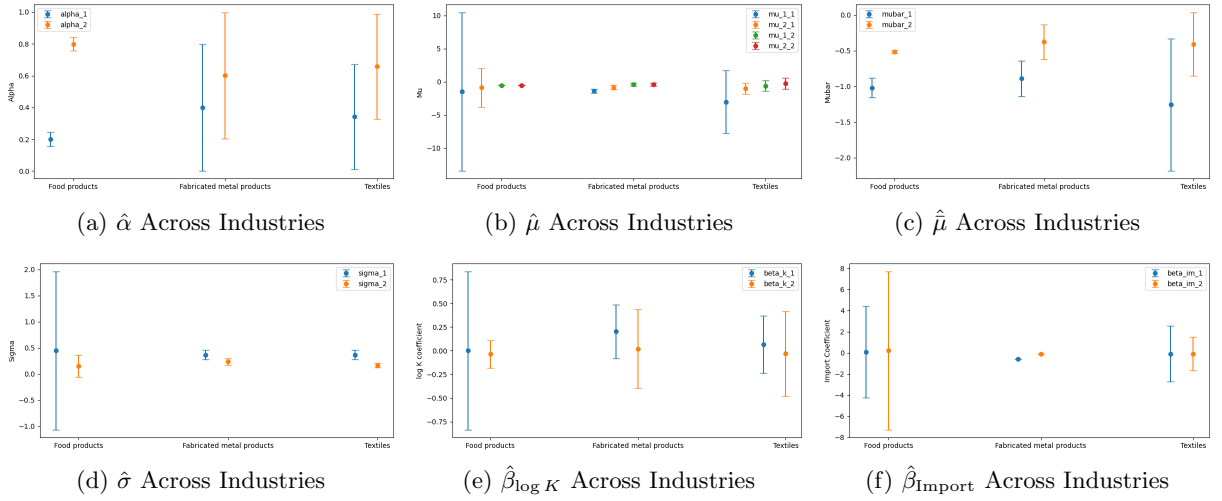 alpha_1
alpha_2
1.0
0.8
0.6
0.4
0.2
0.0
Alpha
Food products
Fabricated metal products
Textiles
(a) α̂ Across Industries
mu_1_1
mu_2_1
mu_1_2
mu_2_2
10
5
0
−5
−10
Mu
Food products
Fabricated metal products
Textiles
(b) μ̂ Across Industries
mubar_1
mubar_2
0.0
−0.5
−1.0
−1.5
−2.0
Mubar
Food products
Fabricated metal products
Textiles
(c) μ̄̂ Across Industries
sigma_1
sigma_2
2.0
1.5
1.0
0.5
0.0
−0.5
−1.0
Sigma
Food products
Fabricated metal products
Textiles
(d) σ̂ Across Industries
beta_k_1
beta_k_2
0.75
0.50
0.25
0.00
−0.25
−0.50
−0.75
log K coefficient
Food products
Fabricated metal products
Textiles
(e) β̂log K Across Industries
beta_im_1
beta_im_2
8
6
4
2
0
−2
−4
−6
−8
Import Coefficient
Food products
Fabricated metal products
Textiles
(f) β̂Import Across Industries